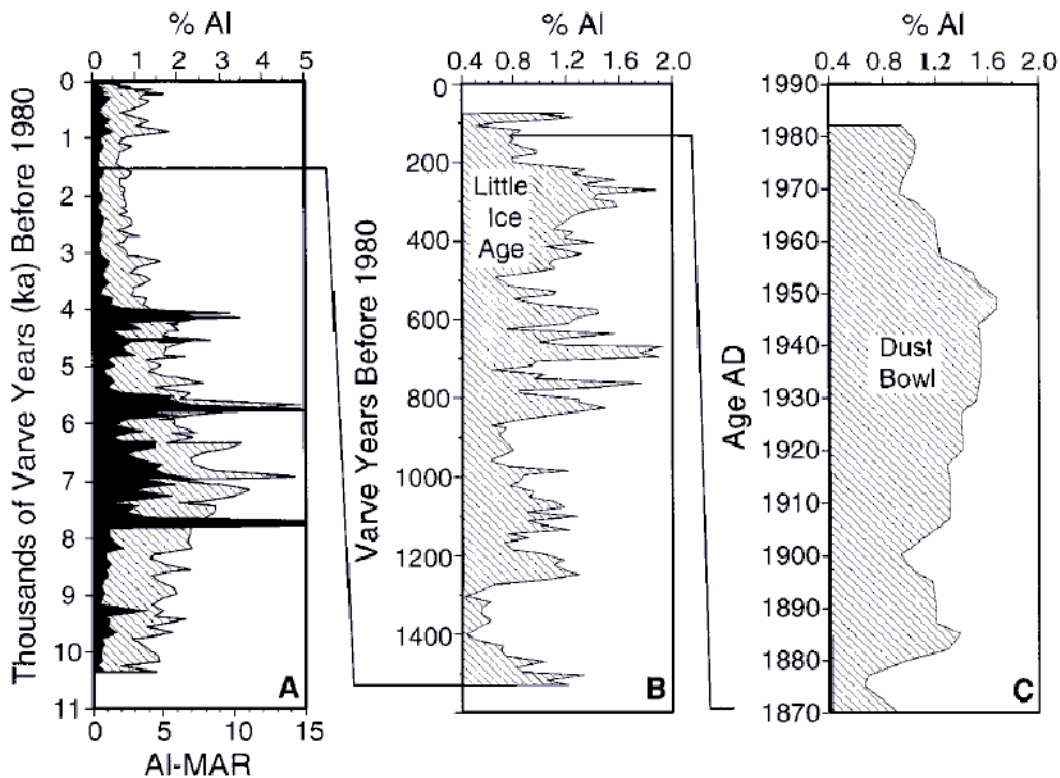 % Al
0 1 2 3 4 5
Thousands of Varve Years (ka) Before 1980
0
1
2
3
4
5
6
7
8
9
10
11
A
0 5 10 15
Al-MAR
% Al
0.4 0.8 1.2 1.6 2.0
Varve Years Before 1980
0
200
400
600
800
1000
1200
1400
Little
Ice
Age
B
% Al
0.4 0.8 1.2 1.6 2.0
Age AD
1990
1980
1970
1960
1950
1940
1930
1920
1910
1900
1890
1880
1870
Dust
Bowl
C